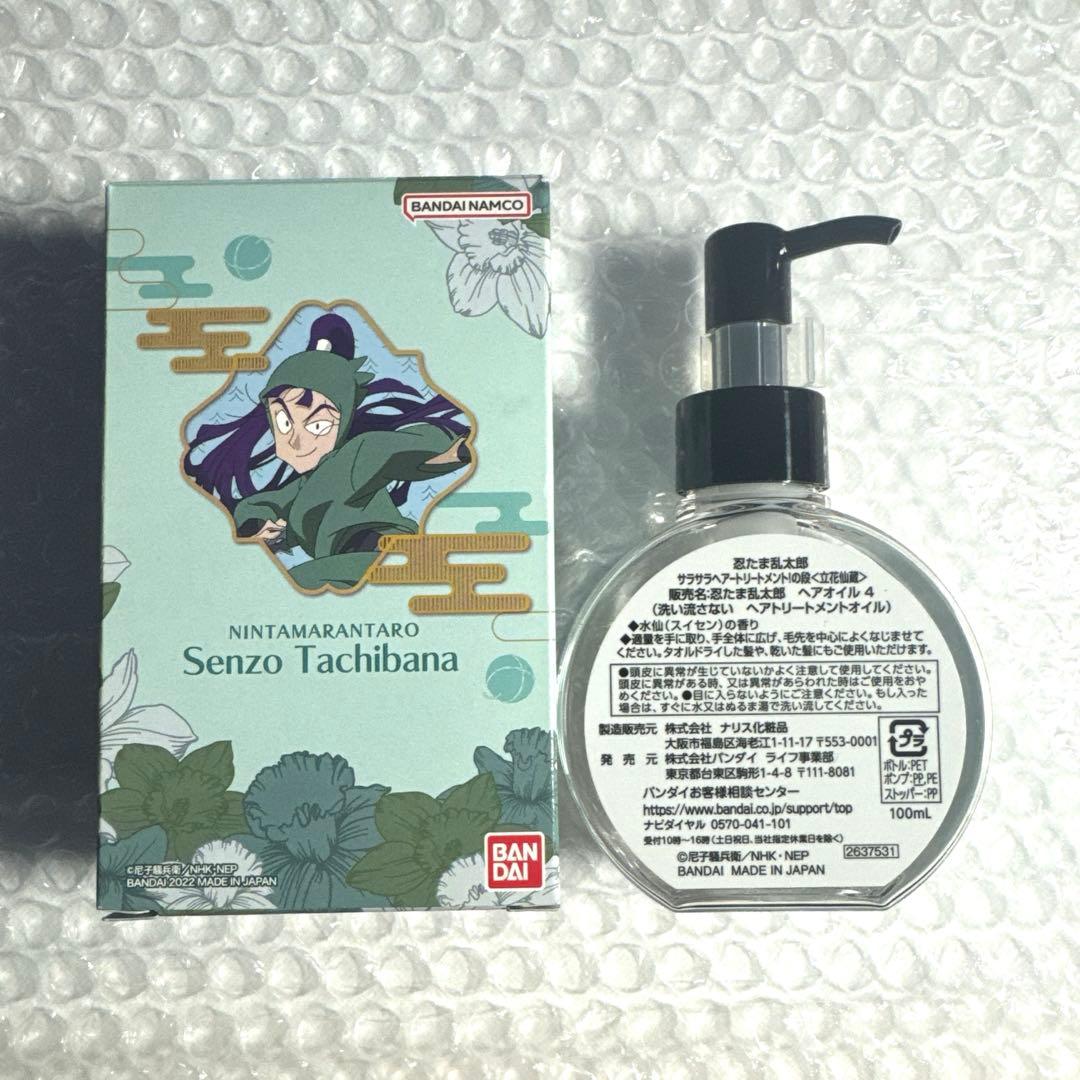 BANDAI NAMCO
NINTAMARANTARO
Senzo Tachibana
©尼子騒兵衛/NHK・NEP
BANDAI 2022 MADE IN JAPAN
BAN
DAI
忍たま乱太郎
サラサラヘアートリートメント!の段<立花仙蔵>
販売名:忍たま乱太郎 ヘアオイル 4
(洗い流さない ヘアトリートメントオイル)
◆水仙(スイセン)の香り
◆適量を手に取り、手全体に広げ、毛先を中心によくなじませて
ください。タオルドライした髪や、乾いた髪にもご使用いただけます。
●頭皮に異常が生じていないかよく注意して使用してください。
頭皮に異常がある時、又は異常があらわれた時はご使用をおや
めください。●目に入らないようにご注意ください。もし入った
場合は、すぐに水又はぬるま湯で洗い流してください。
製造販売元 株式会社 ナリス化粧品
大阪市福島区海老江1-11-17 〒553-0001
発売元 株式会社バンダイ ライフ事業部
東京都台東区駒形1-4-8 〒111-8081
バンダイお客様相談センター
https://www.bandai.co.jp/support/top
ナビダイヤル 0570-041-101
受付10時~16時(土日祝日、当社指定休業日を除く)
©尼子騒兵衛/NHK・NEP
BANDAI MADE IN JAPAN
プラ
ボトル:PET
ポンプ:PP,PE
ストッパー:PP
100mL
2637531